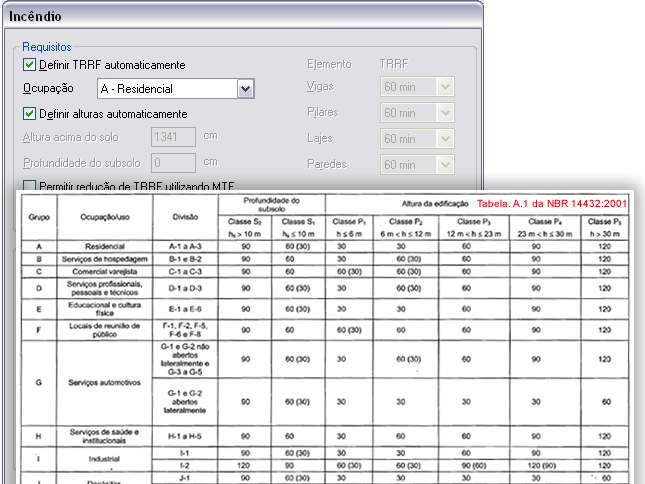 Incêndio
Requisitos
Definir TRRF automaticamente
Elemento TRRF
Ocupação A - Residencial
Vigas 60 min
Definir alturas automaticamente
Pilares 60 min
Altura acima do solo 1341 cm
Lajes 60 min
Profundidade do subsolo 0 cm
Paredes 60 min
Permitir redução de TRRF utilizando MTE
Tabela. A.1 da NBR 14432:2001
Grupo Ocupação/uso Divisão Profundidade do subsolo Altura da edificação
Classe S₂ Classe S₁ Classe P₁ Classe P₂ Classe P₃ Classe P₄ Classe P₅
hₛ > 10 m hₛ ≤ 10 m h ≤ 6 m 6 m < h ≤ 12 m 12 m < h ≤ 23 m 23 m < h ≤ 30 m h > 30 m
A Residencial A-1 a A-3 90 60 (30) 30 30 60 90 120
B Serviços de hospedagem B-1 e B-2 90 60 30 60 (30) 60 90 120
C Comercial varejista C-1 a C-3 90 60 60 (30) 60 (30) 60 90 120
D Serviços profissionais, pessoais e técnicos D-1 a D-3 90 60 (30) 30 60 (30) 60 90 120
E Educacional e cultura física E-1 a E-6 90 60 (30) 30 30 60 90 120
F Locais de reunião de público F-1, F-2, F-5, F-6 e F-8 90 60 60 (30) 60 60 90 120
G Serviços automotivos G-1 e G-2 não abertos lateralmente e G-3 a G-5 90 60 (30) 30 60 (30) 60 90 120
G-1 e G-2 abertos lateralmente 90 60 (30) 30 30 30 30 60
H Serviços de saúde e institucionais H-1 a H-5 90 60 30 60 60 90 120
I Industrial I-1 90 60 (30) 30 30 60 90 120
I-2 120 90 60 (30) 60 (30) 90 (60) 120 (90) 120
J Depósitos J-1 90 60 (30) 30 30 30 30 60